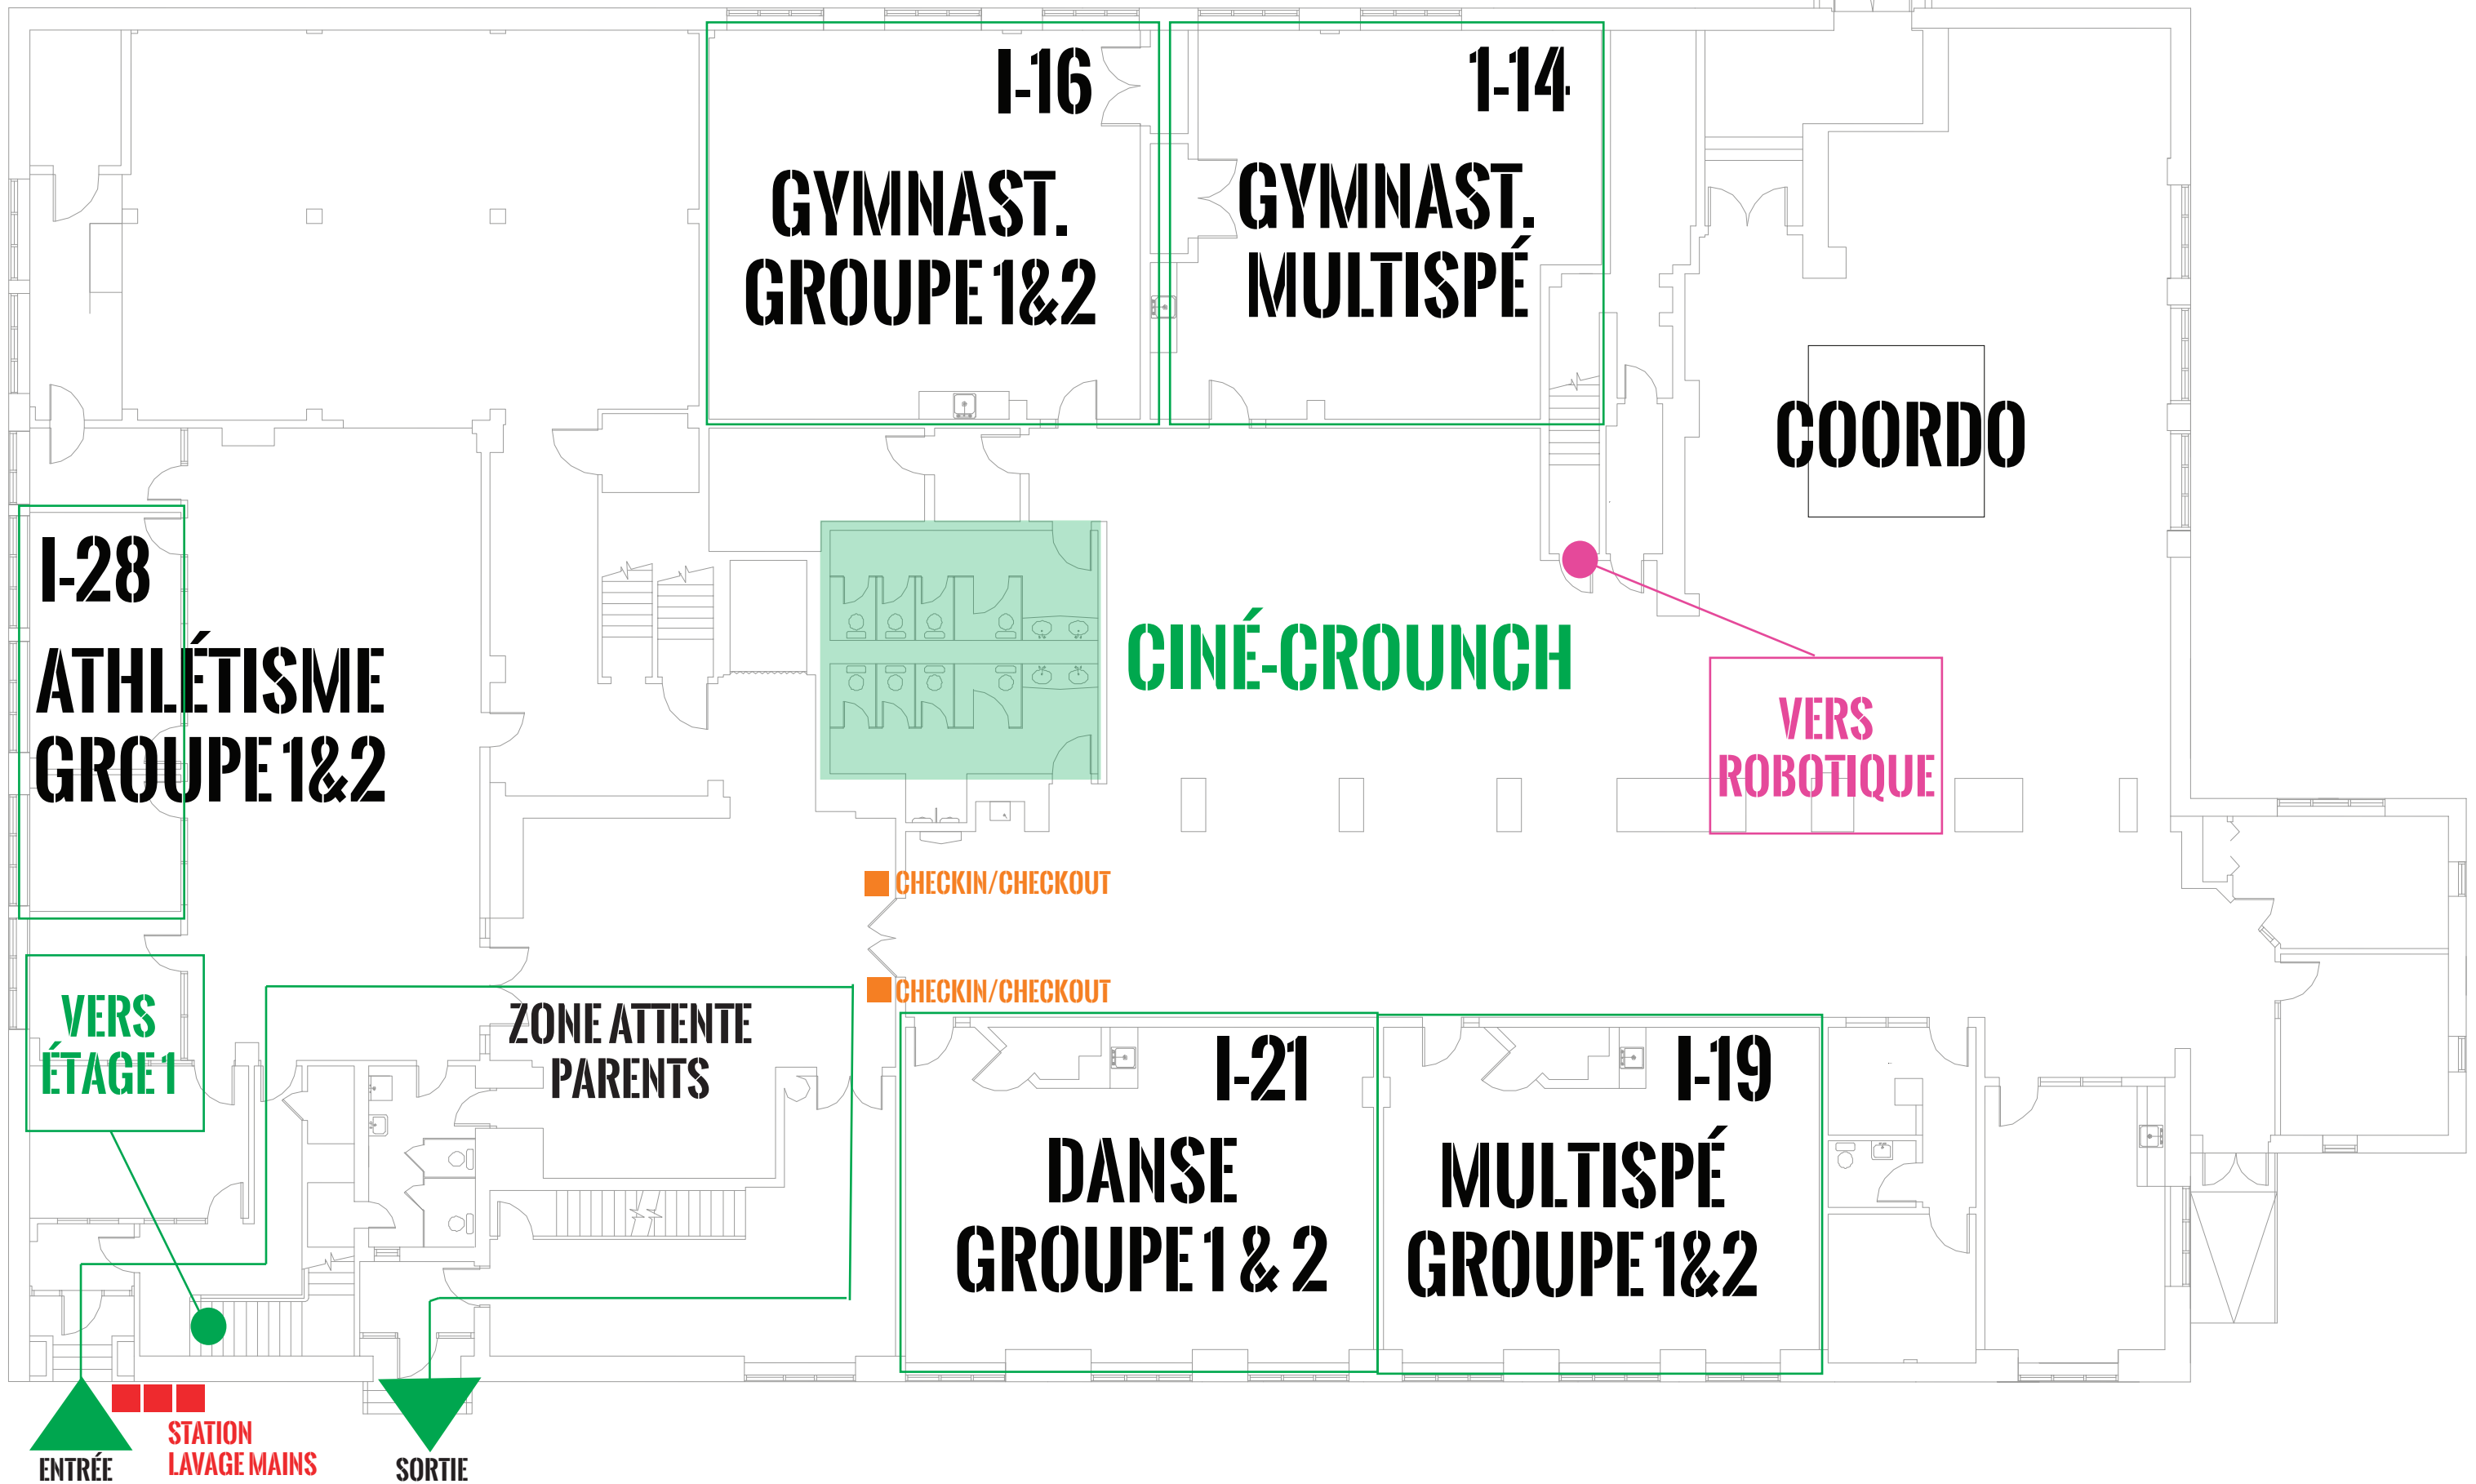 I-16
GYMNAST.
GROUPE 1&2
1-14
GYMNAST.
MULTISPÉ
COORDO
I-28
ATHLÉTISME
GROUPE 1&2
CINÉ-CROUNCH
VERS
ROBOTIQUE
CHECKIN/CHECKOUT
CHECKIN/CHECKOUT
VERS
ÉTAGE 1
ZONE ATTENTE
PARENTS
I-21
DANSE
GROUPE 1 & 2
I-19
MULTISPÉ
GROUPE 1&2
ENTRÉE
STATION
LAVAGE MAINS
SORTIE